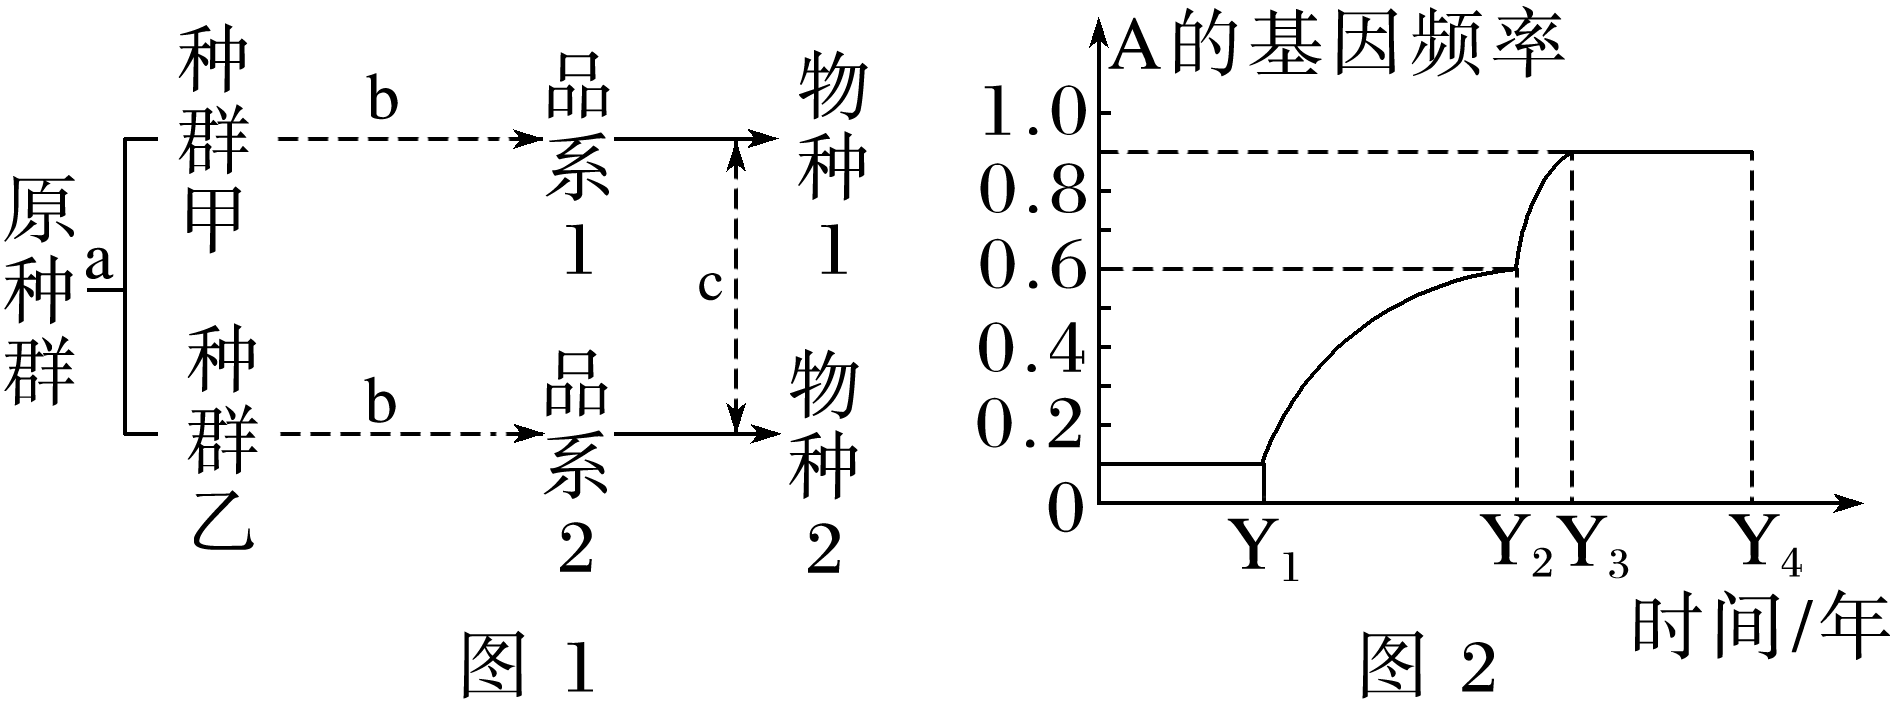 原种群
a
种群甲
b
品系1
物种1
c
种群乙
b
品系2
物种2
图 1
A的基因频率
1.0
0.8
0.6
0.4
0.2
0
Y₁
Y₂
Y₃
Y₄
时间/年
图 2